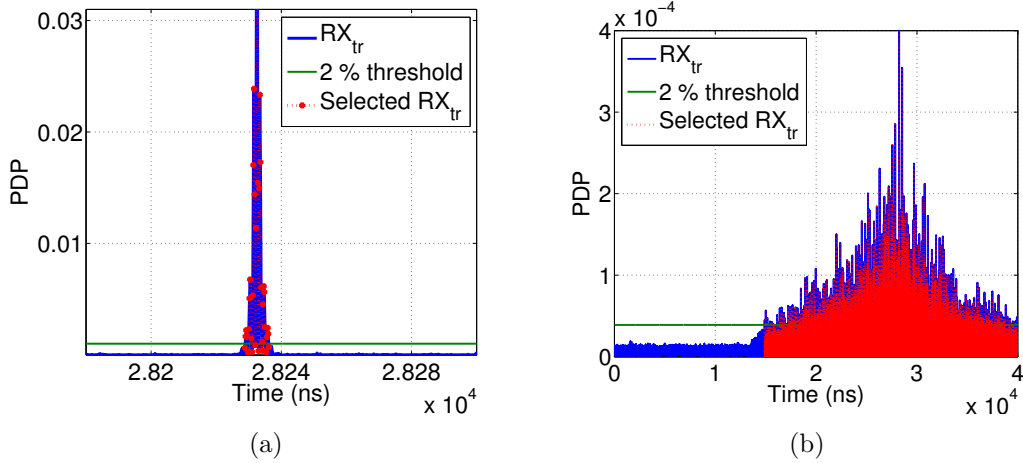 0.03
0.02
0.01
PDP
RX_tr
2 % threshold
Selected RX_tr
2.82 2.824 2.828
Time (ns)
x 10^4
(a)
x 10^-4
4
3
2
1
0
PDP
RX_tr
2 % threshold
Selected RX_tr
0 1 2 3 4
Time (ns)
x 10^4
(b)